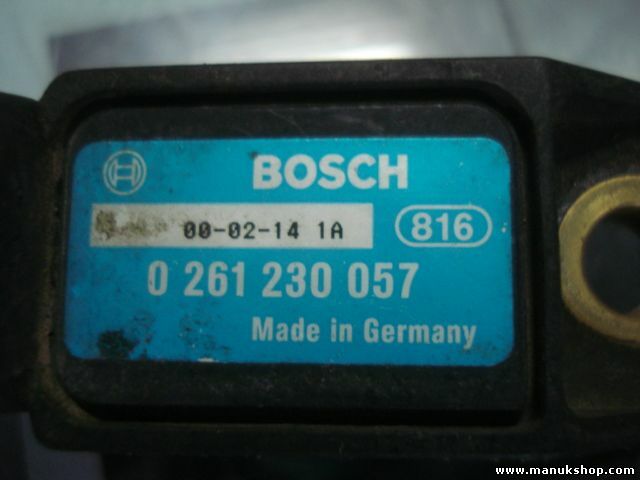 BOSCH
00-02-14 1A
816
0 261 230 057
Made in Germany
www.manukshop.com